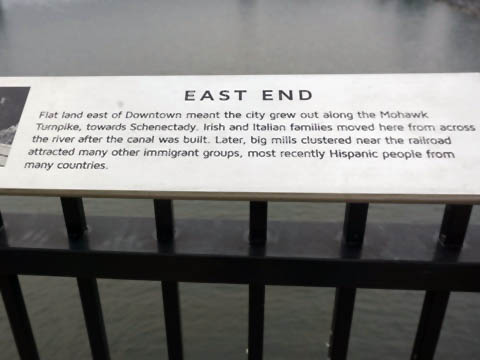 EAST END
Flat land east of Downtown meant the city grew out along the Mohawk
Turnpike, towards Schenectady. Irish and Italian families moved here from across
the river after the canal was built. Later, big mills clustered near the railroad
attracted many other immigrant groups, most recently Hispanic people from
many countries.